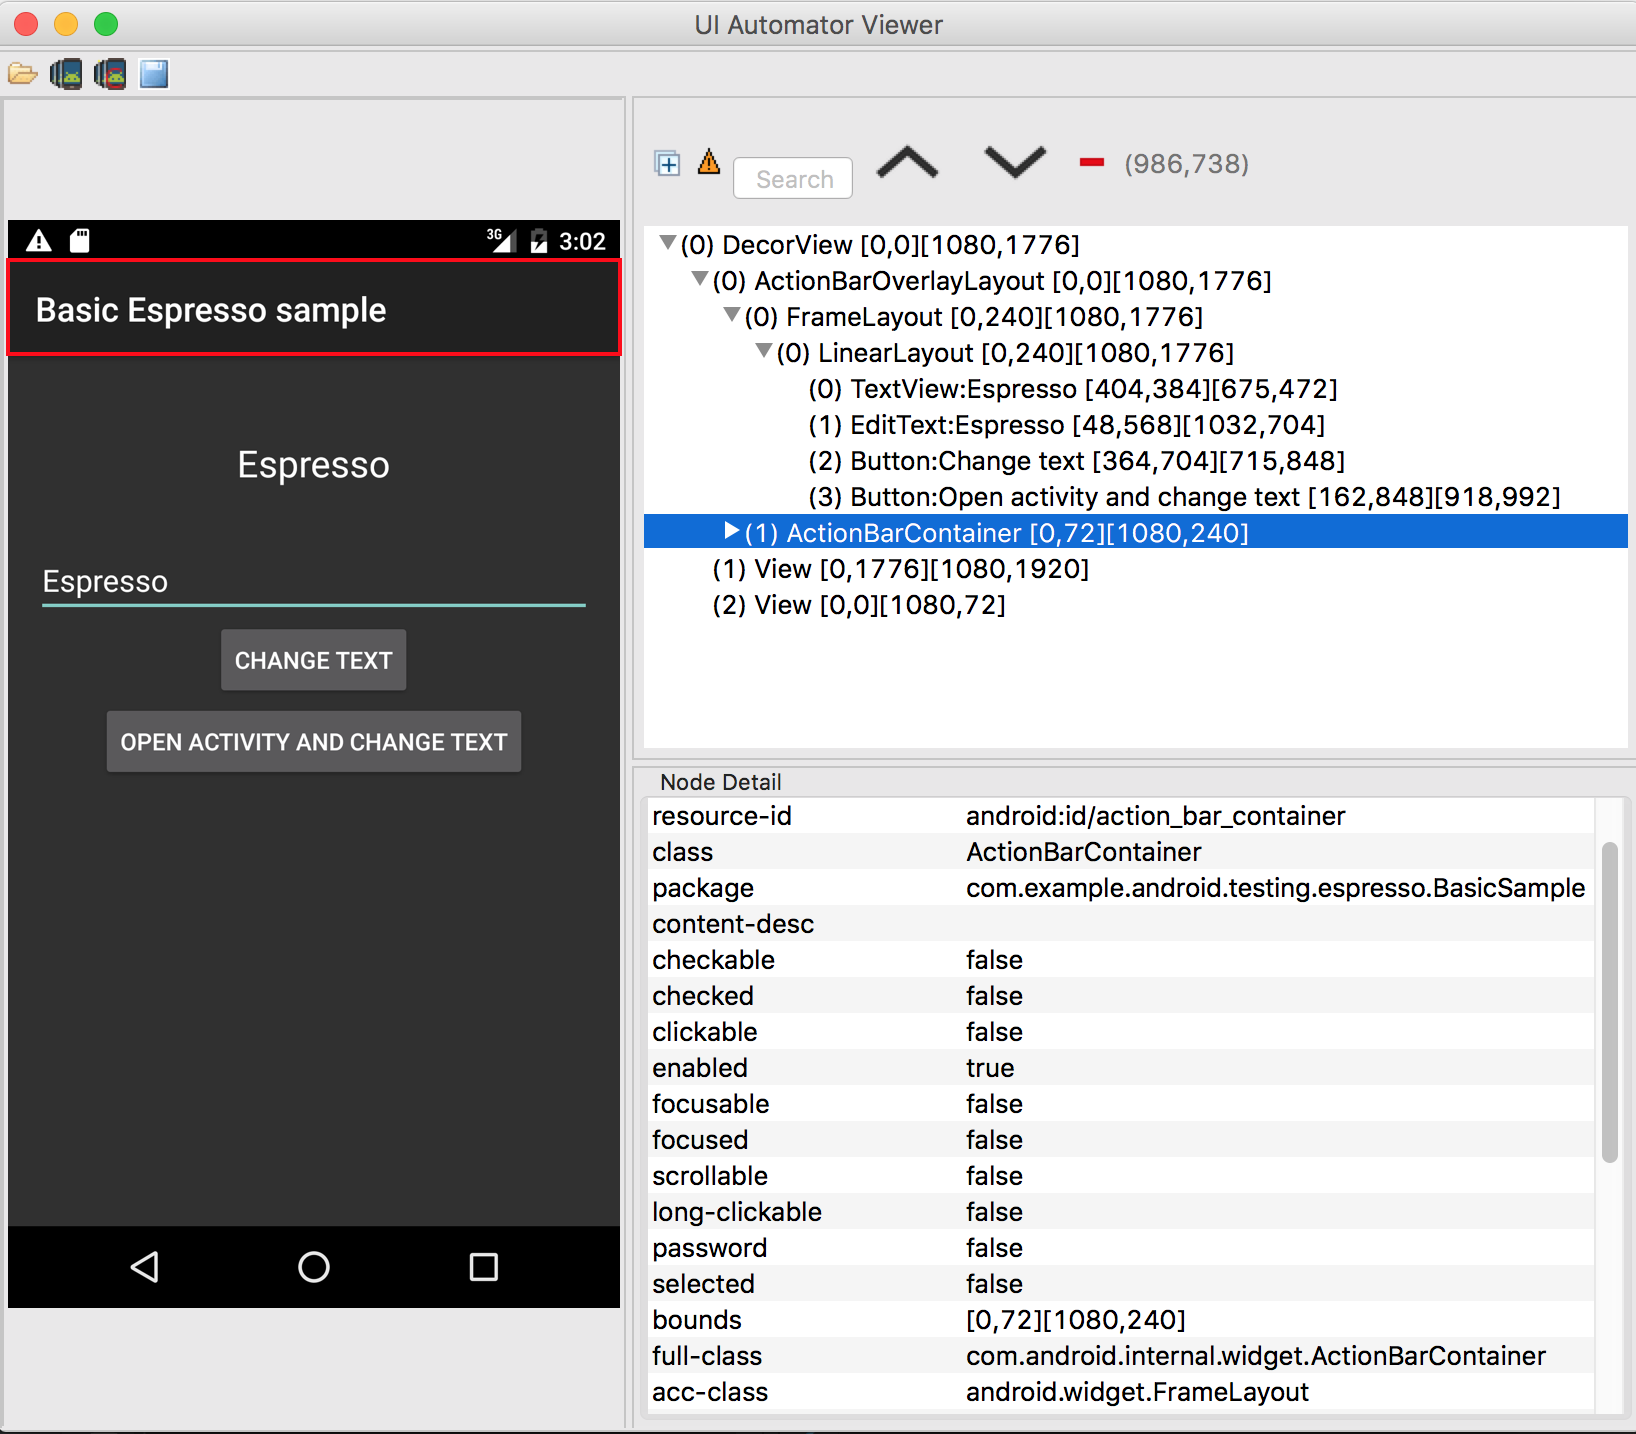 UI Automator Viewer
Search
(986,738)
3G 3:02
Basic Espresso sample
Espresso
Espresso
CHANGE TEXT
OPEN ACTIVITY AND CHANGE TEXT
(0) DecorView [0,0][1080,1776]
(0) ActionBarOverlayLayout [0,0][1080,1776]
(0) FrameLayout [0,240][1080,1776]
(0) LinearLayout [0,240][1080,1776]
(0) TextView:Espresso [404,384][675,472]
(1) EditText:Espresso [48,568][1032,704]
(2) Button:Change text [364,704][715,848]
(3) Button:Open activity and change text [162,848][918,992]
(1) ActionBarContainer [0,72][1080,240]
(1) View [0,1776][1080,1920]
(2) View [0,0][1080,72]
Node Detail
resource-id android:id/action_bar_container
class ActionBarContainer
package com.example.android.testing.espresso.BasicSample
content-desc
checkable false
checked false
clickable false
enabled true
focusable false
focused false
scrollable false
long-clickable false
password false
selected false
bounds [0,72][1080,240]
full-class com.android.internal.widget.ActionBarContainer
acc-class android.widget.FrameLayout